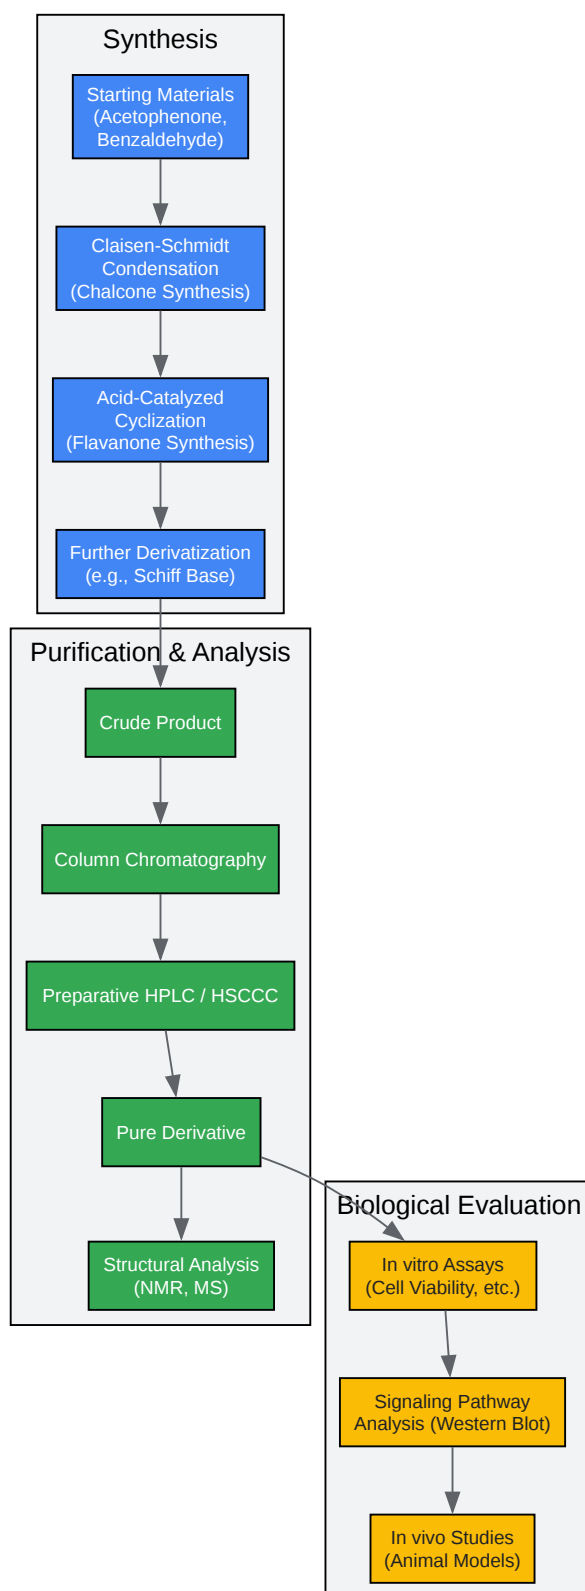 Synthesis
Starting Materials
(Acetophenone,
Benzaldehyde)
Claisen-Schmidt
Condensation
(Chalcone Synthesis)
Acid-Catalyzed
Cyclization
(Flavanone Synthesis)
Further Derivatization
(e.g., Schiff Base)
Purification & Analysis
Crude Product
Column Chromatography
Preparative HPLC / HSCCC
Pure Derivative
Structural Analysis
(NMR, MS)
Biological Evaluation
In vitro Assays
(Cell Viability, etc.)
Signaling Pathway
Analysis (Western Blot)
In vivo Studies
(Animal Models)